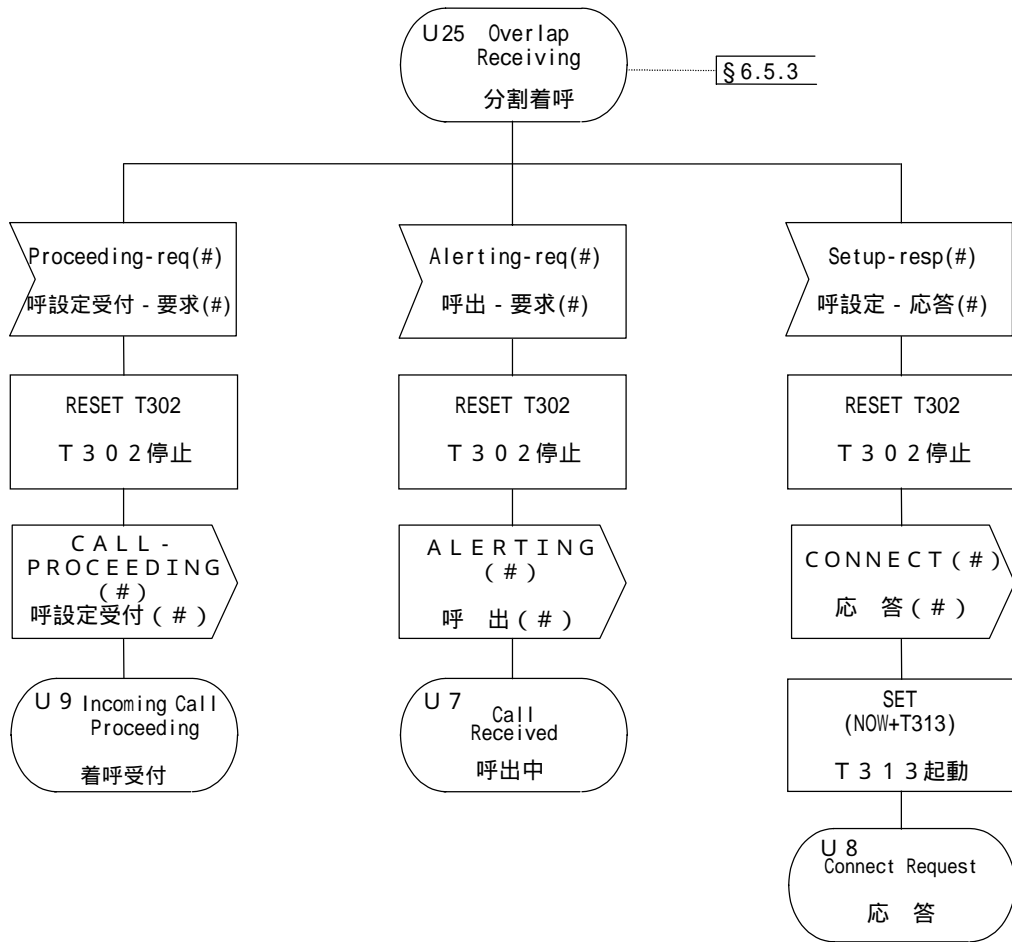 U25 Overlap
Receiving
分割着呼
§6.5.3
Proceeding-req(#)
呼設定受付 - 要求(#)
RESET T302
T302停止
CALL-
PROCEEDING
(#)
呼設定受付(#)
U9 Incoming Call
Proceeding
着呼受付
Alerting-req(#)
呼出 - 要求(#)
RESET T302
T302停止
ALERTING
(#)
呼 出(#)
U7 Call
Received
呼出中
Setup-resp(#)
呼設定 - 応答(#)
RESET T302
T302停止
CONNECT(#)
応 答(#)
SET
(NOW+T313)
T313起動
U8
Connect Request
応 答